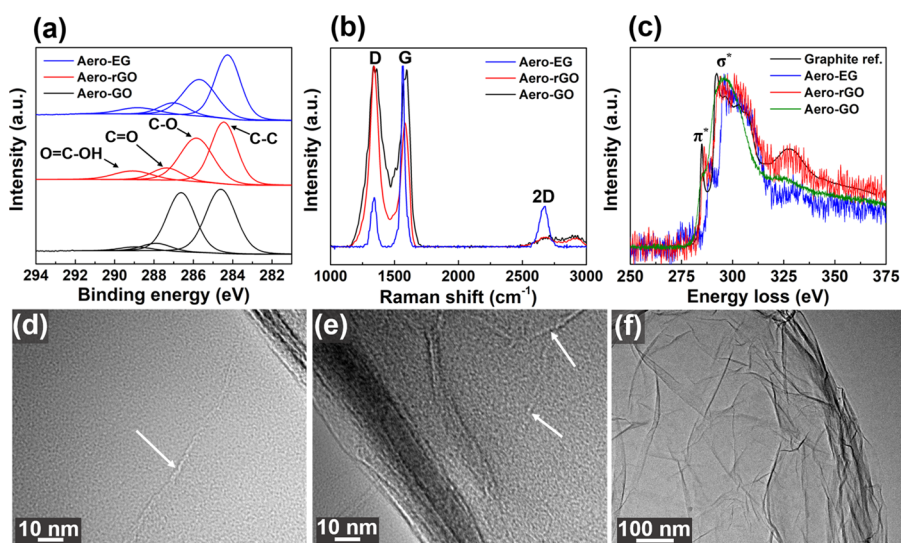 (a)
Aero-EG
Aero-rGO
Aero-GO
O=C-OH
C=O
C-O
C-C
Intensity (a.u.)
294 292 290 288 286 284 282
Binding energy (eV)
(b)
D
G
2D
Aero-EG
Aero-rGO
Aero-GO
Intensity (a.u.)
1000 1500 2000 2500 3000
Raman shift (cm⁻¹)
(c)
σ*
π*
Graphite ref.
Aero-EG
Aero-rGO
Aero-GO
Intensity (a.u.)
250 275 300 325 350 375
Energy loss (eV)
(d)
10 nm
(e)
10 nm
(f)
100 nm